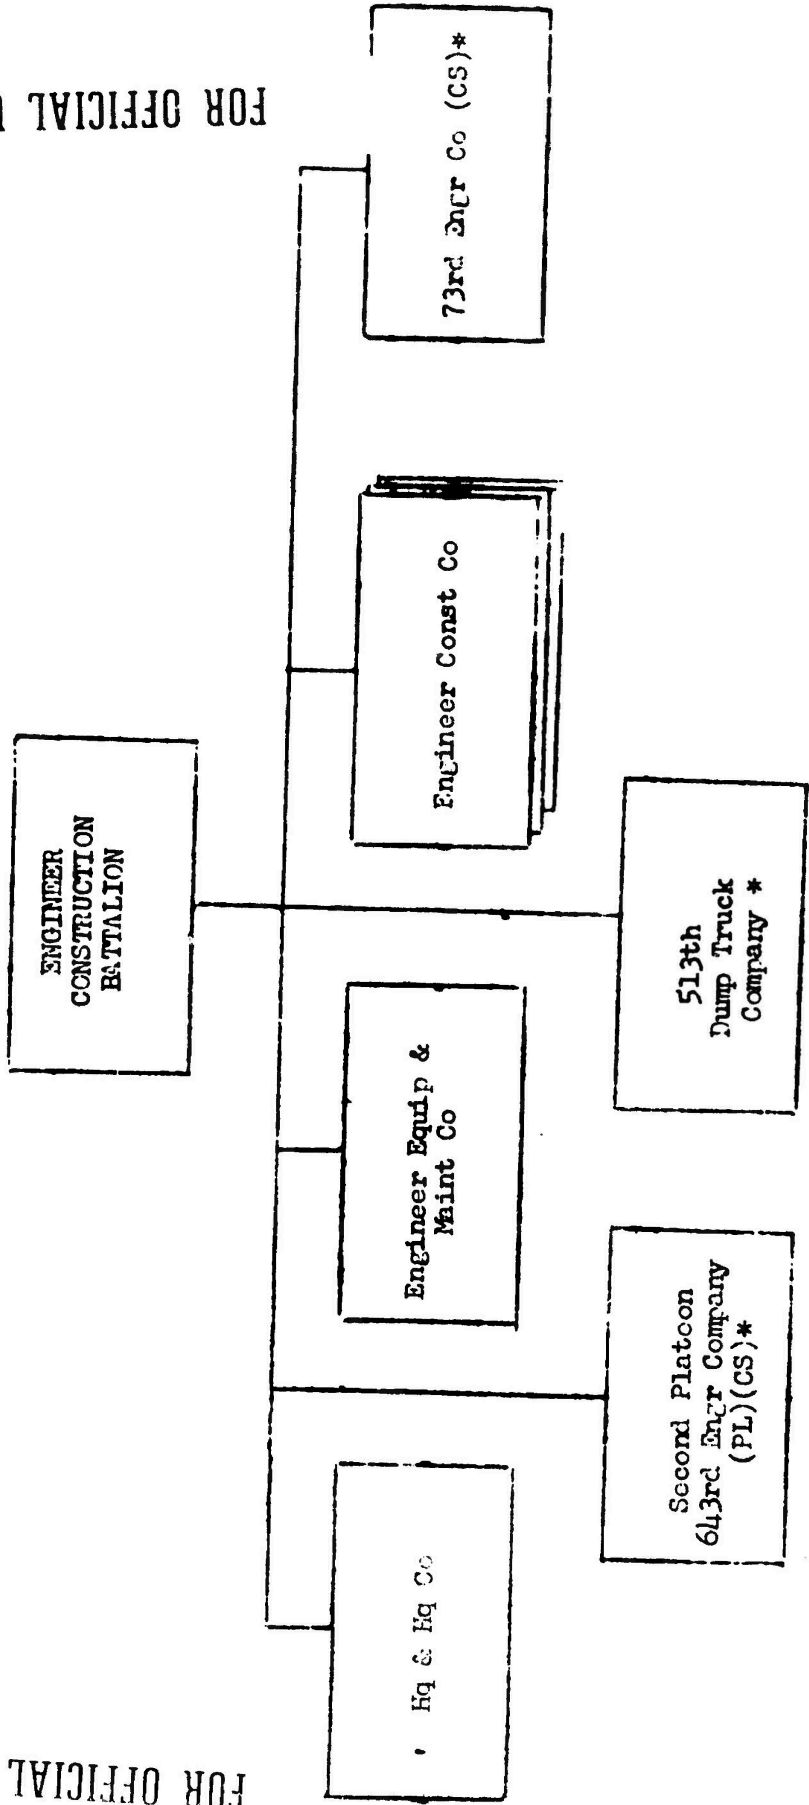 FOR OFFICIAL
FOR OFFICIAL
ENGINEER
CONSTRUCTION
BATTALION
Hq & Hq Co
Engineer Equip &
Maint Co
Engineer Const Co
73rd Engr Co (CS)*
Second Platoon
643rd Engr Company
(PL)(CS)*
513th
Dump Truck
Company *